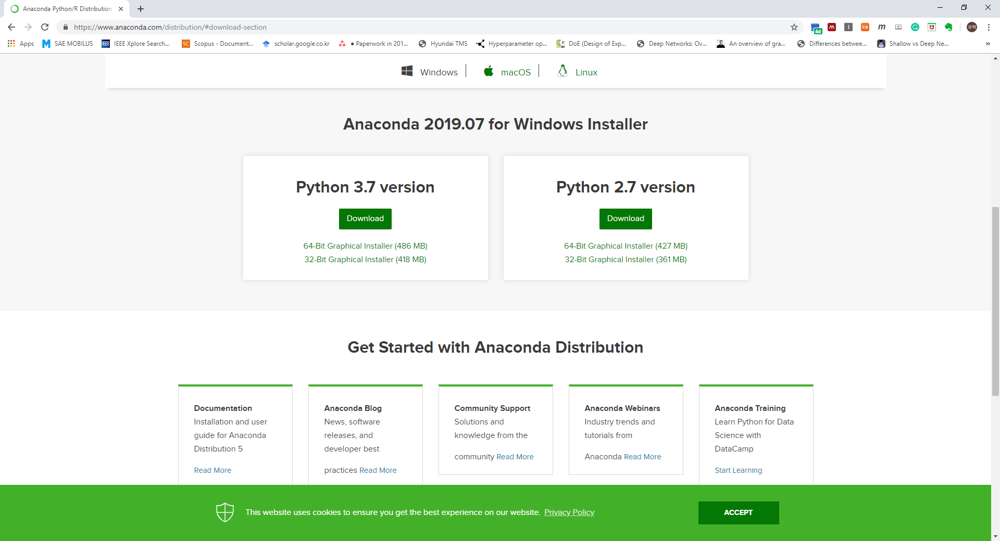 Anaconda Python/R Distribution
https://www.anaconda.com/distribution/#download-section
4d
EX
m
유혁
Apps
SAE MOBILUS
IEEE IEEE Xplore Search...
SC Scopus - Document...
scholar.google.co.kr
● Paperwork in 201...
Hyundai TMS
Hyperparameter op...
DoE (Design of Exp...
Deep Networks: Ov...
An overview of gra...
Differences betwee...
Shallow vs Deep Ne...
»
Windows
macOS
Linux
Anaconda 2019.07 for Windows Installer
Python 3.7 version
Download
64-Bit Graphical Installer (486 MB)
32-Bit Graphical Installer (418 MB)
Python 2.7 version
Download
64-Bit Graphical Installer (427 MB)
32-Bit Graphical Installer (361 MB)
Get Started with Anaconda Distribution
Documentation
Installation and user
guide for Anaconda
Distribution 5
Read More
Anaconda Blog
News, software
releases, and
developer best
practices Read More
Community Support
Solutions and
knowledge from the
community Read More
Anaconda Webinars
Industry trends and
tutorials from
Anaconda Read More
Anaconda Training
Learn Python for Data
Science with
DataCamp
Start Learning
This website uses cookies to ensure you get the best experience on our website. Privacy Policy
ACCEPT